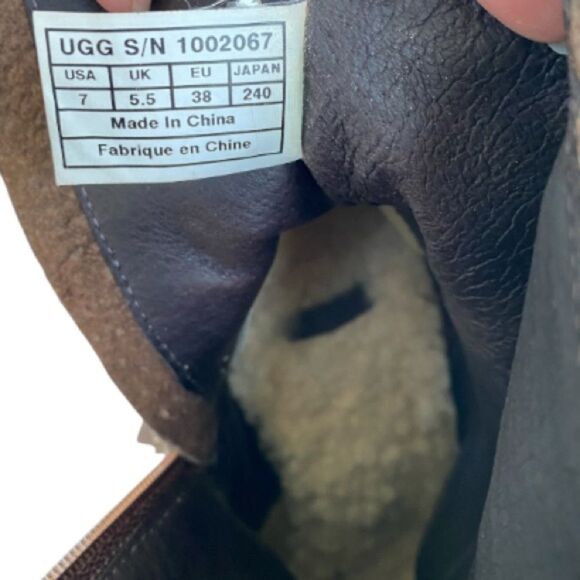 UGG S/N 1002067
USA UK EU JAPAN
7 5.5 38 240
Made In China
Fabrique en Chine